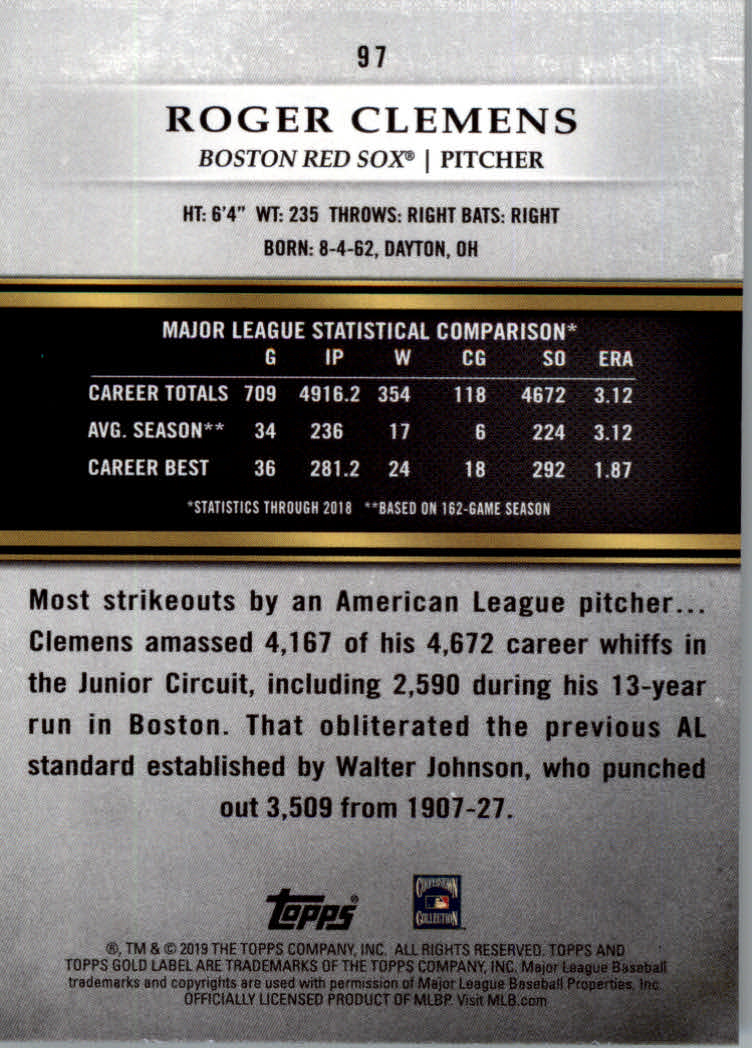 97
ROGER CLEMENS
BOSTON RED SOX® | PITCHER
HT: 6'4" WT: 235 THROWS: RIGHT BATS: RIGHT
BORN: 8-4-62, DAYTON, OH
MAJOR LEAGUE STATISTICAL COMPARISON*
G IP W CG SO ERA
CAREER TOTALS 709 4916.2 354 118 4672 3.12
AVG. SEASON** 34 236 17 6 224 3.12
CAREER BEST 36 281.2 24 18 292 1.87
*STATISTICS THROUGH 2018 **BASED ON 162-GAME SEASON
Most strikeouts by an American League pitcher...
Clemens amassed 4,167 of his 4,672 career whiffs in
the Junior Circuit, including 2,590 during his 13-year
run in Boston. That obliterated the previous AL
standard established by Walter Johnson, who punched
out 3,509 from 1907-27.
topps®
COOPERSTOWN
COLLECTION
®, TM & © 2019 THE TOPPS COMPANY, INC. ALL RIGHTS RESERVED. TOPPS AND
TOPPS GOLD LABEL ARE TRADEMARKS OF THE TOPPS COMPANY, INC. Major League Baseball
trademarks and copyrights are used with permission of Major League Baseball Properties, Inc.
OFFICIALLY LICENSED PRODUCT OF MLBP. Visit MLB.com